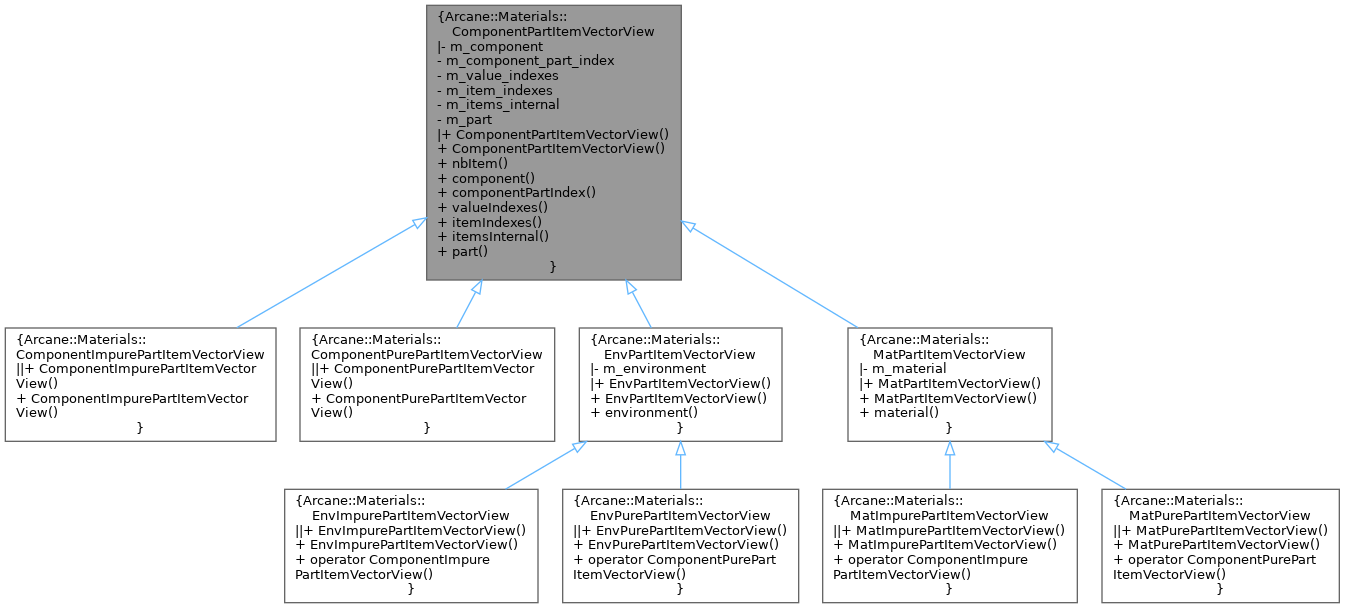 {Arcane::Materials::
ComponentPartItemVectorView
|- m_component
- m_component_part_index
- m_value_indexes
- m_item_indexes
- m_items_internal
- m_part
|+ ComponentPartItemVectorView()
+ ComponentPartItemVectorView()
+ nbItem()
+ component()
+ componentPartIndex()
+ valueIndexes()
+ itemIndexes()
+ itemsInternal()
+ part()
}
{Arcane::Materials::
ComponentImpurePartItemVectorView
||+ ComponentImpurePartItemVector
View()
+ ComponentImpurePartItemVector
View()
}
{Arcane::Materials::
ComponentPurePartItemVectorView
||+ ComponentPurePartItemVector
View()
+ ComponentPurePartItemVector
View()
}
{Arcane::Materials::
EnvPartItemVectorView
|- m_environment
|+ EnvPartItemVectorView()
+ EnvPartItemVectorView()
+ environment()
}
{Arcane::Materials::
MatPartItemVectorView
|- m_material
|+ MatPartItemVectorView()
+ MatPartItemVectorView()
+ material()
}
{Arcane::Materials::
EnvImpurePartItemVectorView
||+ EnvImpurePartItemVectorView()
+ EnvImpurePartItemVectorView()
+ operator ComponentImpure
PartItemVectorView()
}
{Arcane::Materials::
EnvPurePartItemVectorView
||+ EnvPurePartItemVectorView()
+ EnvPurePartItemVectorView()
+ operator ComponentPurePart
ItemVectorView()
}
{Arcane::Materials::
MatImpurePartItemVectorView
||+ MatImpurePartItemVectorView()
+ MatImpurePartItemVectorView()
+ operator ComponentImpure
PartItemVectorView()
}
{Arcane::Materials::
MatPurePartItemVectorView
||+ MatPurePartItemVectorView()
+ MatPurePartItemVectorView()
+ operator ComponentPurePart
ItemVectorView()
}